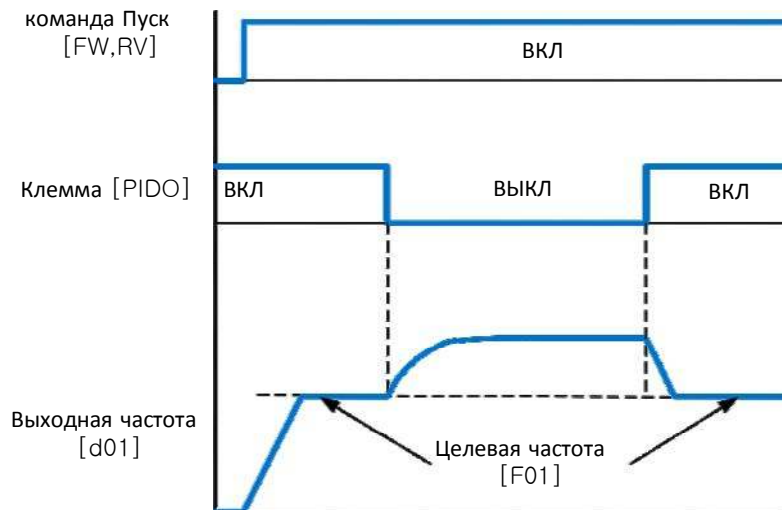 команда Пуск
[FW,RV]
ВКЛ
Клемма [PIDO]
ВКЛ
ВЫКЛ
ВКЛ
Выходная частота
[d01]
Целевая частота
[F01]